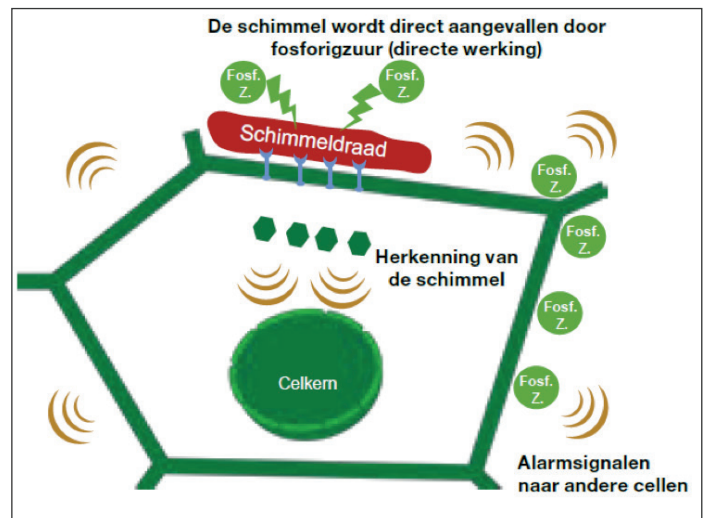 De schimmel wordt direct aangevallen door
fosforigzuur (directe werking)
Fosf.
Z.
Fosf.
Z.
Schimmeldraad
Fosf.
Z.
Fosf.
Z.
Herkenning van
de schimmel
Fosf.
Z.
Celkern
Fosf.
Z.
Alarmsignalen
naar andere cellen